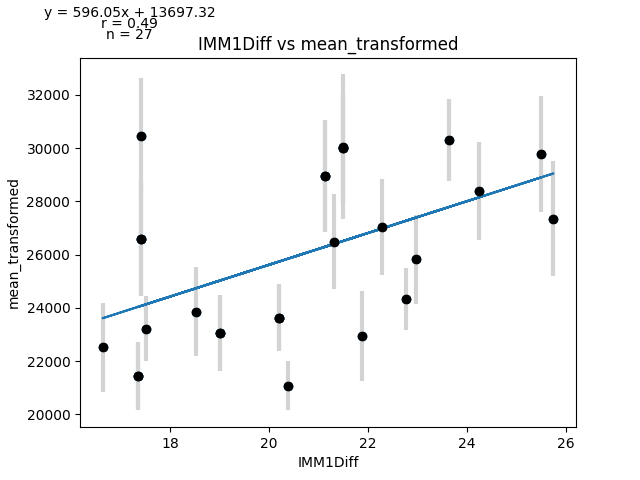 y = 596.05x + 13697.32
r = 0.49
n = 27
IMM1Diff vs mean_transformed
32000
30000
28000
26000
24000
22000
20000
mean_transformed
18 20 22 24 26
IMM1Diff